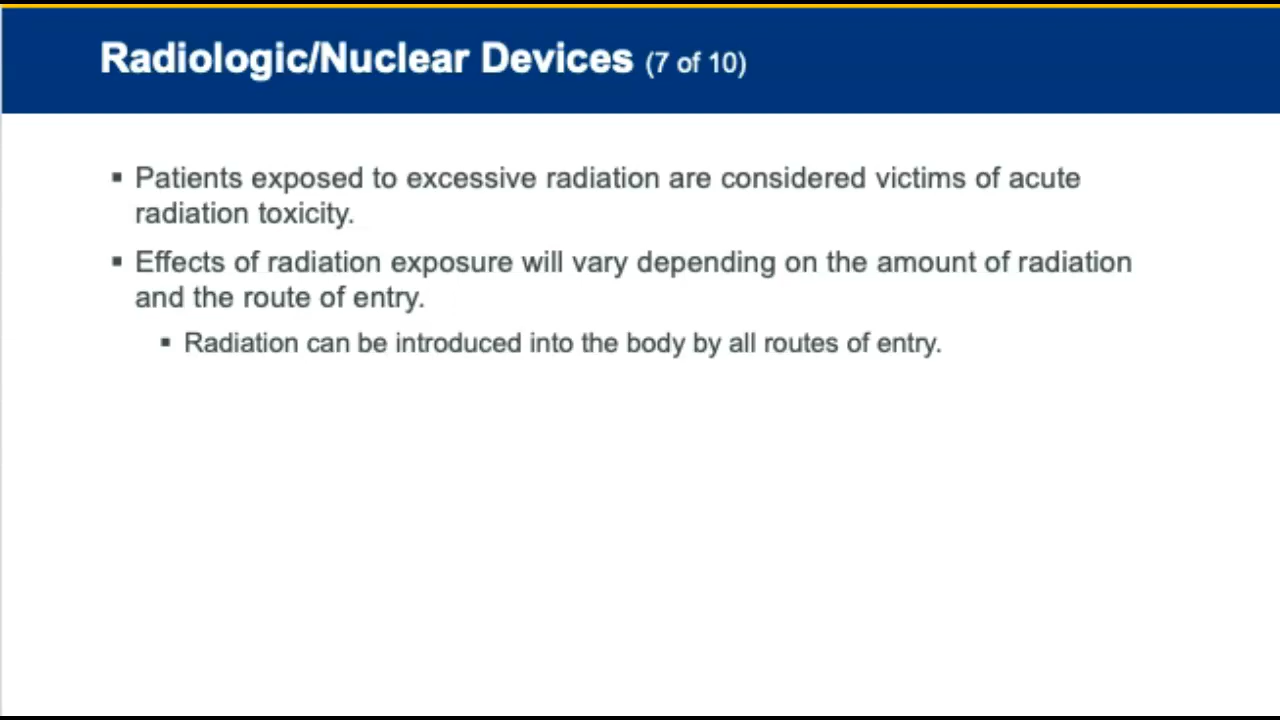 Radiologic/Nuclear Devices (7 of 10)
▪ Patients exposed to excessive radiation are considered victims of acute
radiation toxicity.
▪ Effects of radiation exposure will vary depending on the amount of radiation
and the route of entry.
▪ Radiation can be introduced into the body by all routes of entry.